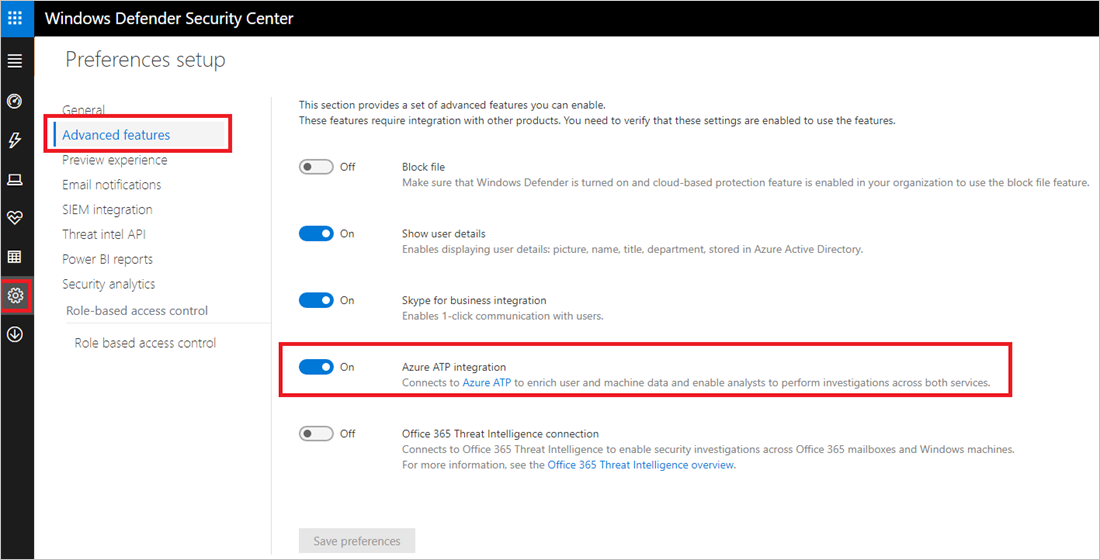 Windows Defender Security Center
Preferences setup
General
Advanced features
Preview experience
Email notifications
SIEM integration
Threat intel API
Power BI reports
Security analytics
Role-based access control
Role based access control
This section provides a set of advanced features you can enable.
These features require integration with other products. You need to verify that these settings are enabled to use the features.
Off Block file
Make sure that Windows Defender is turned on and cloud-based protection feature is enabled in your organization to use the block file feature.
On Show user details
Enables displaying user details: picture, name, title, department, stored in Azure Active Directory.
On Skype for business integration
Enables 1-click communication with users.
On Azure ATP integration
Connects to Azure ATP to enrich user and machine data and enable analysts to perform investigations across both services.
Off Office 365 Threat Intelligence connection
Connects to Office 365 Threat Intelligence to enable security investigations across Office 365 mailboxes and Windows machines.
For more information, see the Office 365 Threat Intelligence overview.
Save preferences